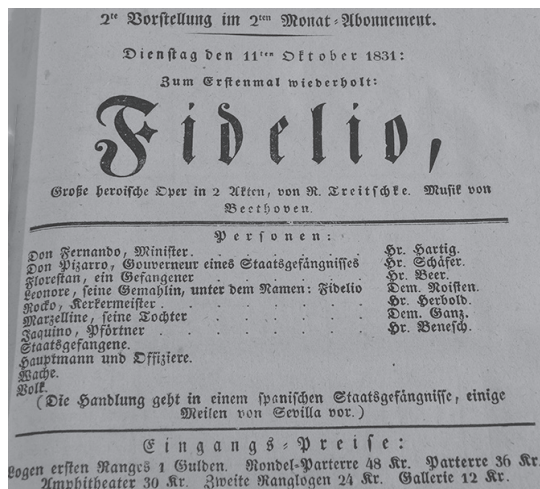 2te Vorstellung im 2ten Monat-Abonnement.
Dienstag den 11ten Oktober 1831:
Zum Erstenmal wiederholt:
Fidelio,
Große heroische Oper in 2 Akten, von R. Treitschke. Musik von
Beethoven.
Personen:
Don Fernando, Minister. Hr. Hartig.
Don Pizarro, Gouverneur eines Staatsgefängnisses Hr. Schäfer.
Florestan, ein Gefangener Hr. Beer.
Leonore, seine Gemahlin, unter dem Namen: Fidelio Dem. Roisten.
Rocko, Kerkermeister Hr. Herbold.
Marzelline, seine Tochter Dem. Ganz.
Jaquino, Pförtner Hr. Benesch.
Staatsgefangene.
Hauptmann und Offiziere.
Wache.
Volk.
(Die Handlung geht in einem spanischen Staatsgefängnisse, einige
Meilen von Sevilla vor.)
Eingangs-Preise:
Logen ersten Ranges 1 Gulden. Rondel-Parterre 48 Kr. Parterre 36 Kr.
Amphitheater 30 Kr. Zweite Ranglogen 24 Kr. Gallerie 12 Kr.